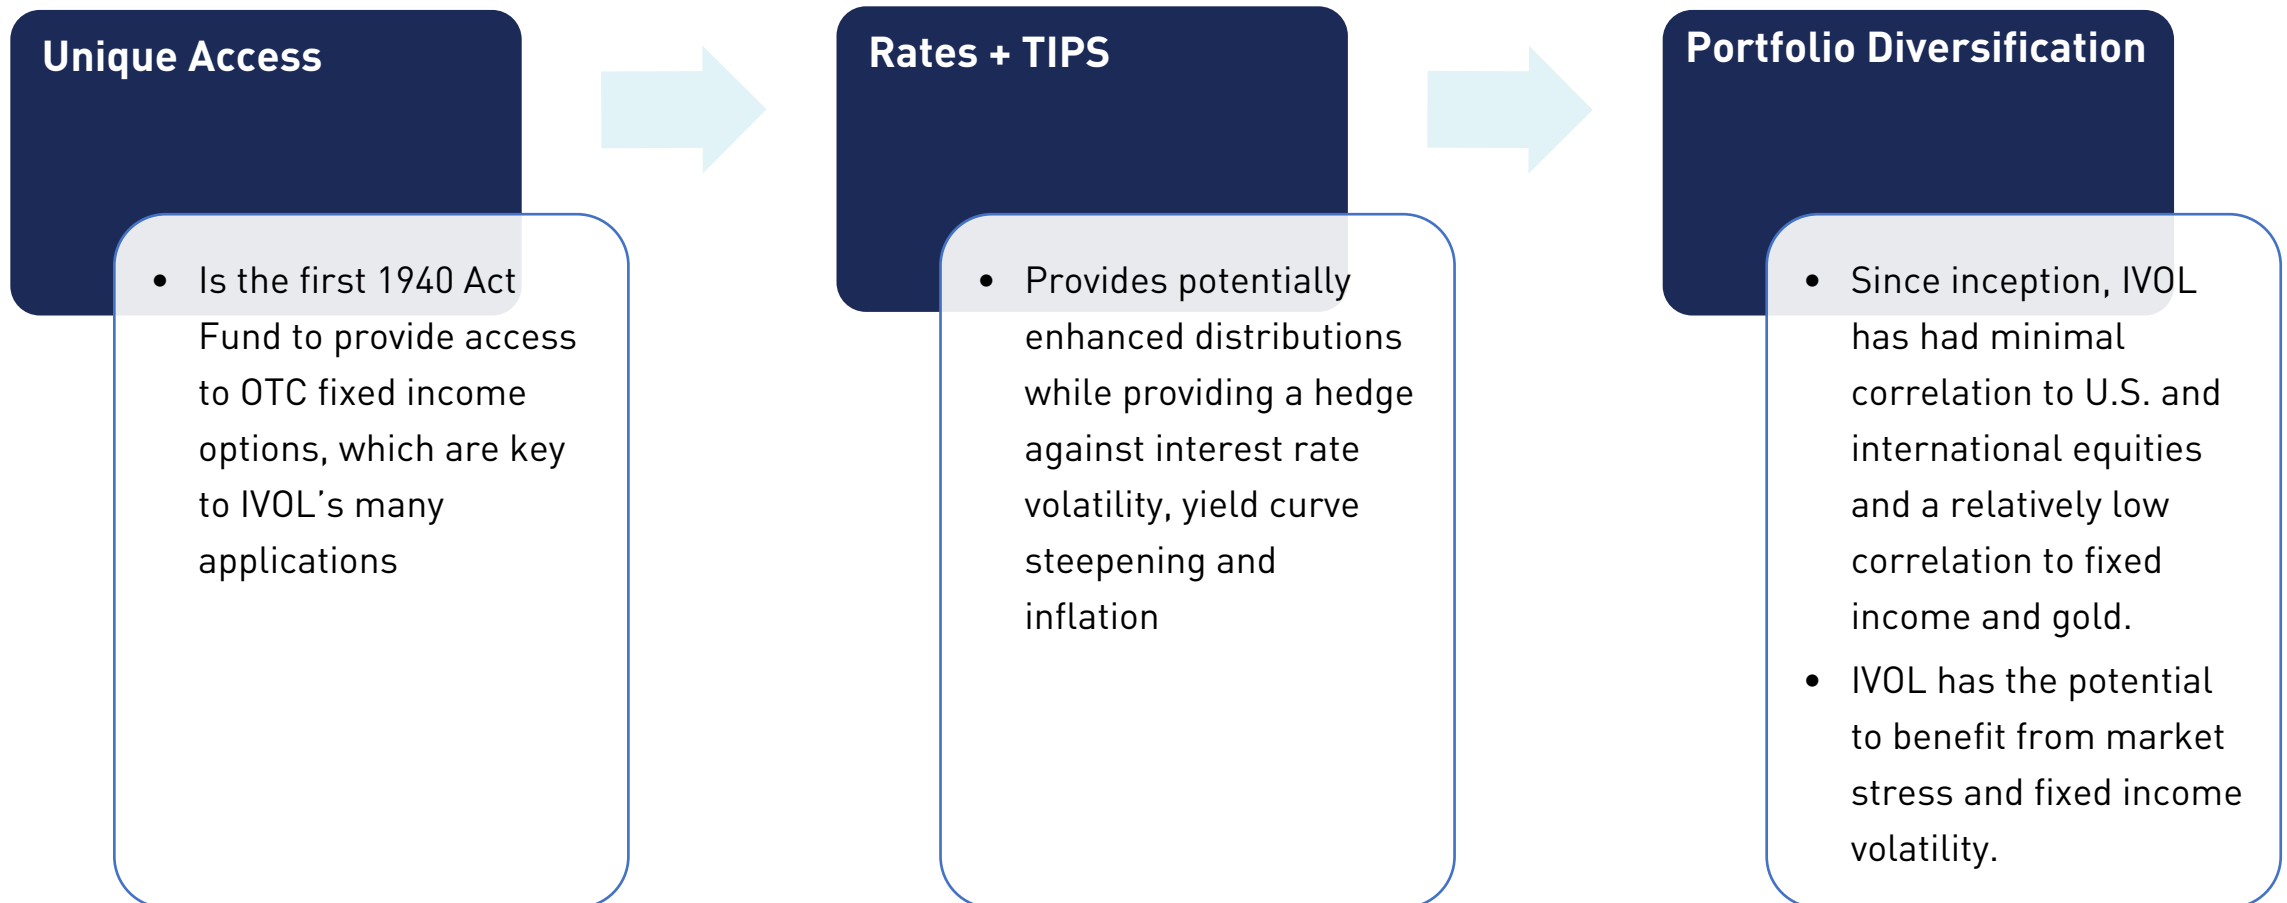 Unique Access
• Is the first 1940 Act
Fund to provide access
to OTC fixed income
options, which are key
to IVOL’s many
applications
Rates + TIPS
• Provides potentially
enhanced distributions
while providing a hedge
against interest rate
volatility, yield curve
steepening and
inflation
Portfolio Diversification
• Since inception, IVOL
has had minimal
correlation to U.S. and
international equities
and a relatively low
correlation to fixed
income and gold.
• IVOL has the potential
to benefit from market
stress and fixed income
volatility.